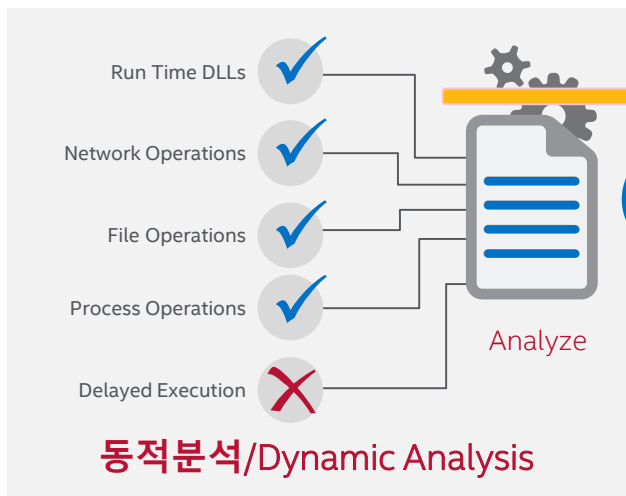 Run Time DLLs
Network Operations
File Operations
Process Operations
Delayed Execution
Analyze
동적분석/Dynamic Analysis